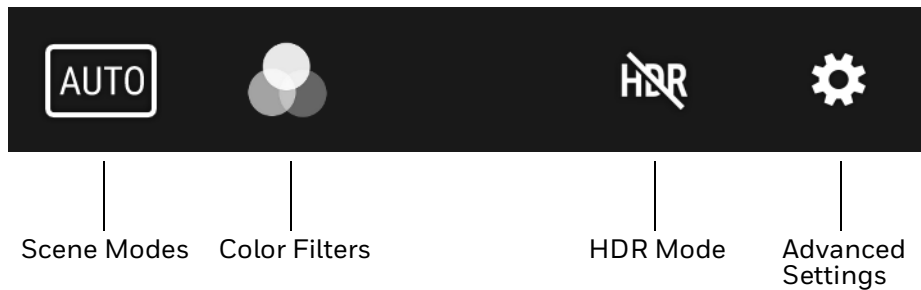 AUTO
HDR
Scene Modes
Color Filters
HDR Mode
Advanced
Settings